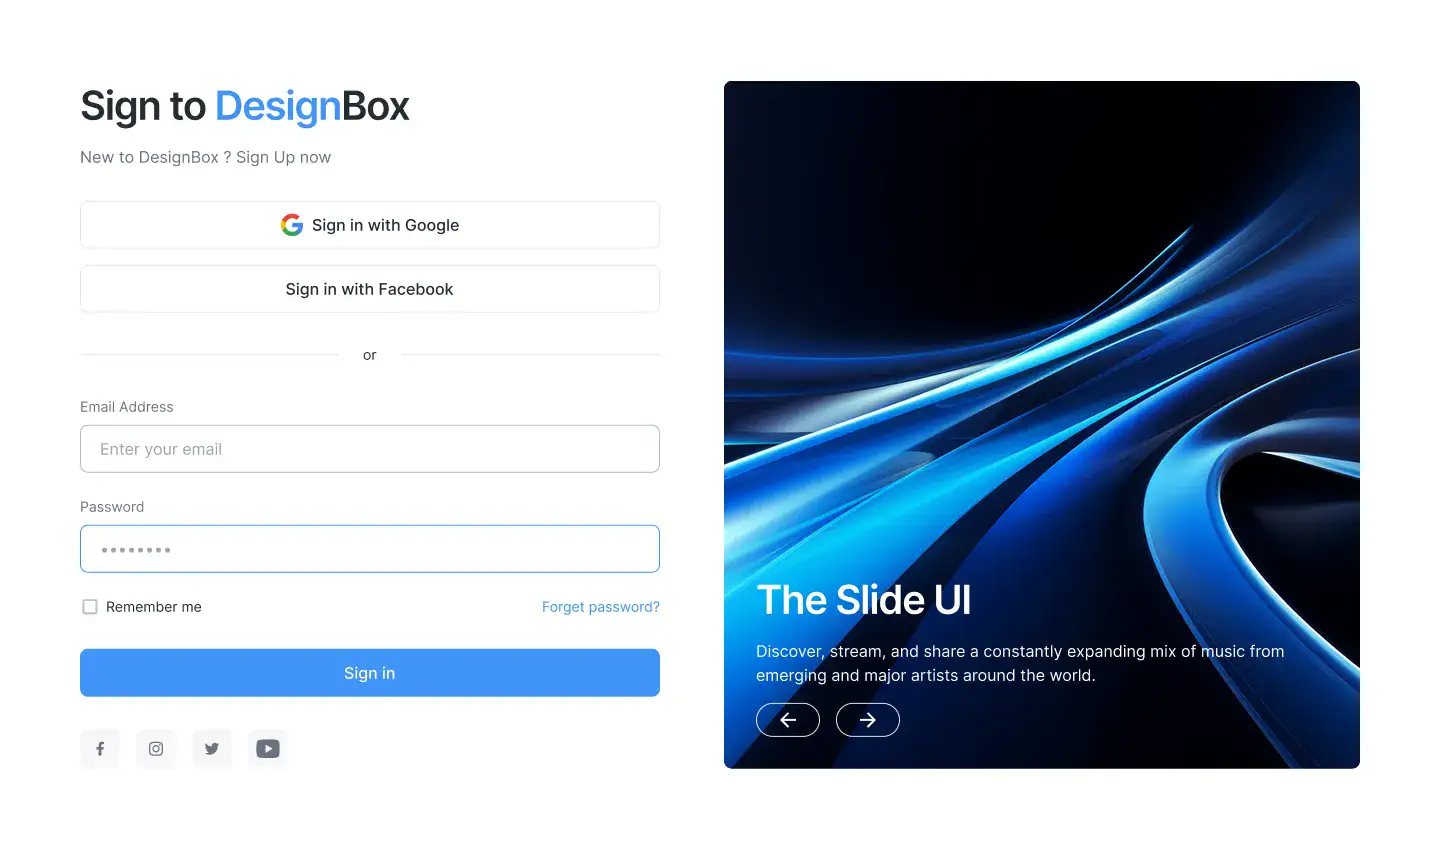 Sign to DesignBox
New to DesignBox ? Sign Up now
Sign in with Google
Sign in with Facebook
or
Email Address
Enter your email
Password
Remember me
Forget password?
Sign in
The Slide UI
Discover, stream, and share a constantly expanding mix of music from
emerging and major artists around the world.